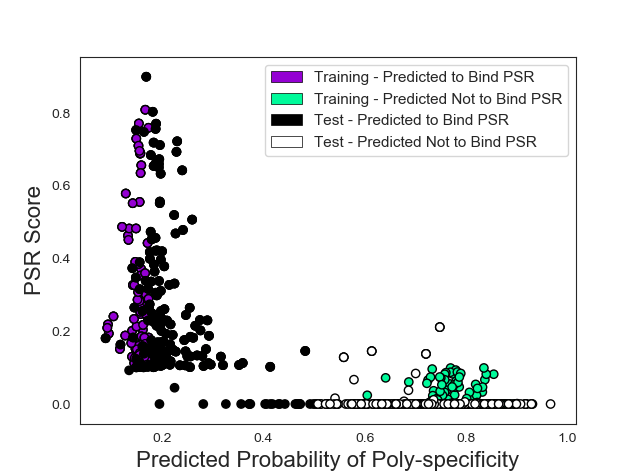 Training - Predicted to Bind PSR
Training - Predicted Not to Bind PSR
Test - Predicted to Bind PSR
Test - Predicted Not to Bind PSR
PSR Score
0.8
0.6
0.4
0.2
0.0
0.2 0.4 0.6 0.8 1.0
Predicted Probability of Poly-specificity